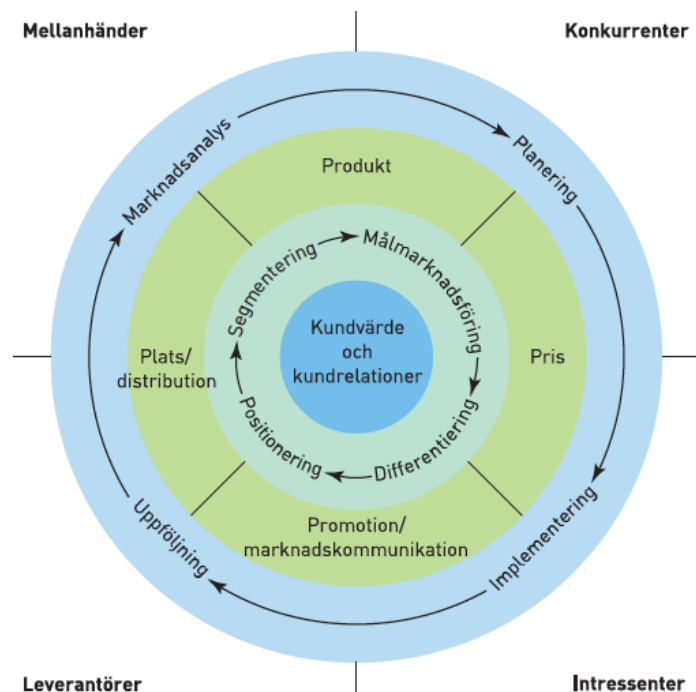 Mellanhänder
Konkurrenter
Marknadsanalys
Planering
Produkt
Segmentering
Målmarknadsföring
Kundvärde
och
kundrelationer
Plats/
distribution
Pris
Positionering
Differentiering
Promotion/
marknadskommunikation
Uppföljning
Implementering
Leverantörer
Intressenter